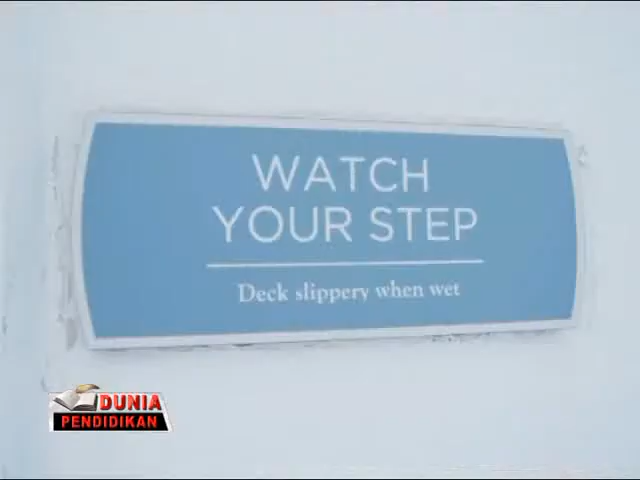 WATCH
YOUR STEP
Deck slippery when wet
DUNIA
PENDIDIKAN